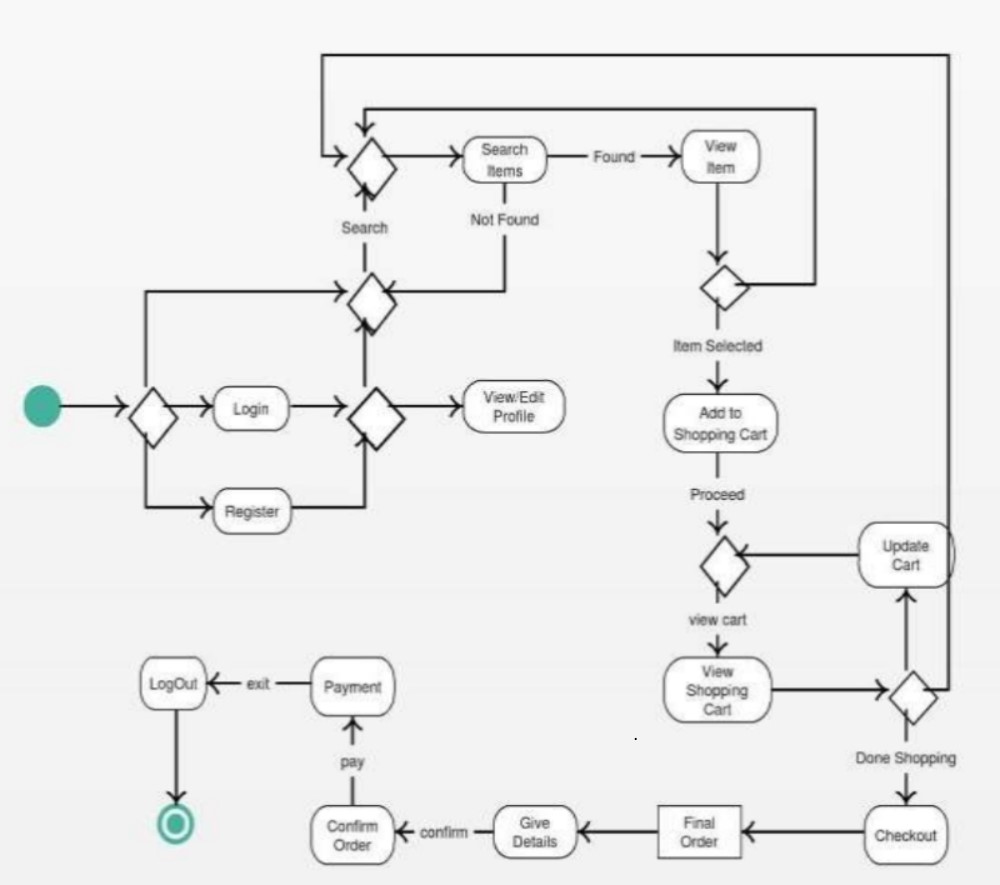 Search
Items
Found
View
Item
Search
Not Found
Item Selected
Login
View/Edit
Profile
Add to
Shopping Cart
Register
Proceed
Update
Cart
view cart
LogOut
exit
Payment
View
Shopping
Cart
pay
Done Shopping
Confirm
Order
confirm
Give
Details
Final
Order
Checkout